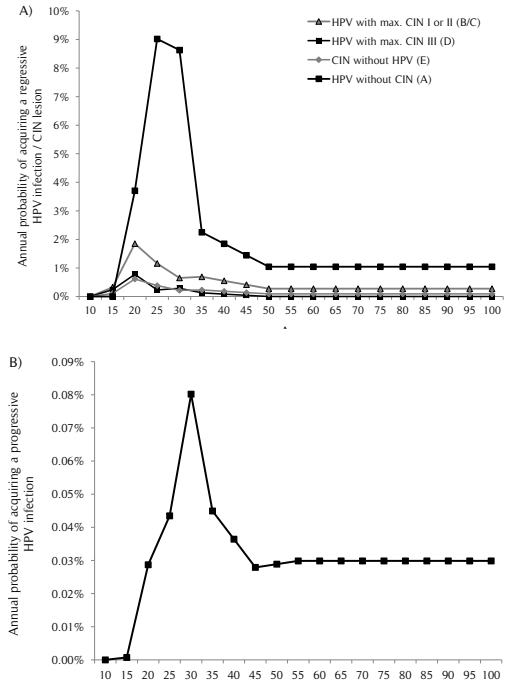 A)
Annual probability of acquiring a regressive
HPV infection / CIN lesion
10%
9%
8%
7%
6%
5%
4%
3%
2%
1%
0%
HPV with max. CIN I or II (B/C)
HPV with max. CIN III (D)
CIN without HPV (E)
HPV without CIN (A)
10 15 20 25 30 35 40 45 50 55 60 65 70 75 80 85 90 95 100
B)
Annual probability of acquiring a progressive
HPV infection
0.09%
0.08%
0.07%
0.06%
0.05%
0.04%
0.03%
0.02%
0.01%
0.00%
10 15 20 25 30 35 40 45 50 55 60 65 70 75 80 85 90 95 100